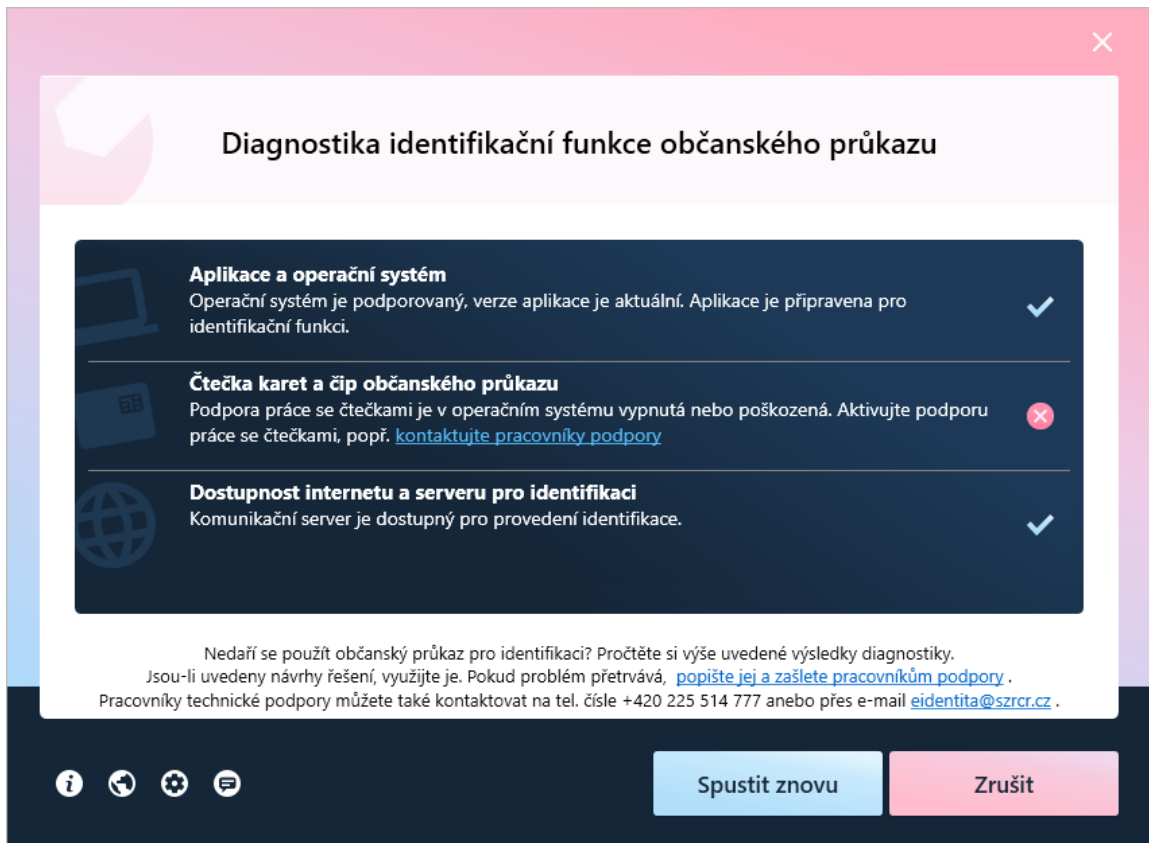 Diagnostika identifikační funkce občanského průkazu
Aplikace a operační systém
Operační systém je podporovaný, verze aplikace je aktuální. Aplikace je připravena pro
identifikační funkci.
Čtečka karet a čip občanského průkazu
Podpora práce se čtečkami je v operačním systému vypnutá nebo poškozená. Aktivujte podporu
práce se čtečkami, popř. kontaktujte pracovníky podpory
Dostupnost internetu a serveru pro identifikaci
Komunikační server je dostupný pro provedení identifikace.
Nedaří se použít občanský průkaz pro identifikaci? Pročtěte si výše uvedené výsledky diagnostiky.
Jsou-li uvedeny návrhy řešení, využijte je. Pokud problém přetrvává, popište jej a zašlete pracovníkům podpory .
Pracovníky technické podpory můžete také kontaktovat na tel. čísle +420 225 514 777 anebo přes e-mail eidentita@szrcr.cz .
Spustit znovu
Zrušit